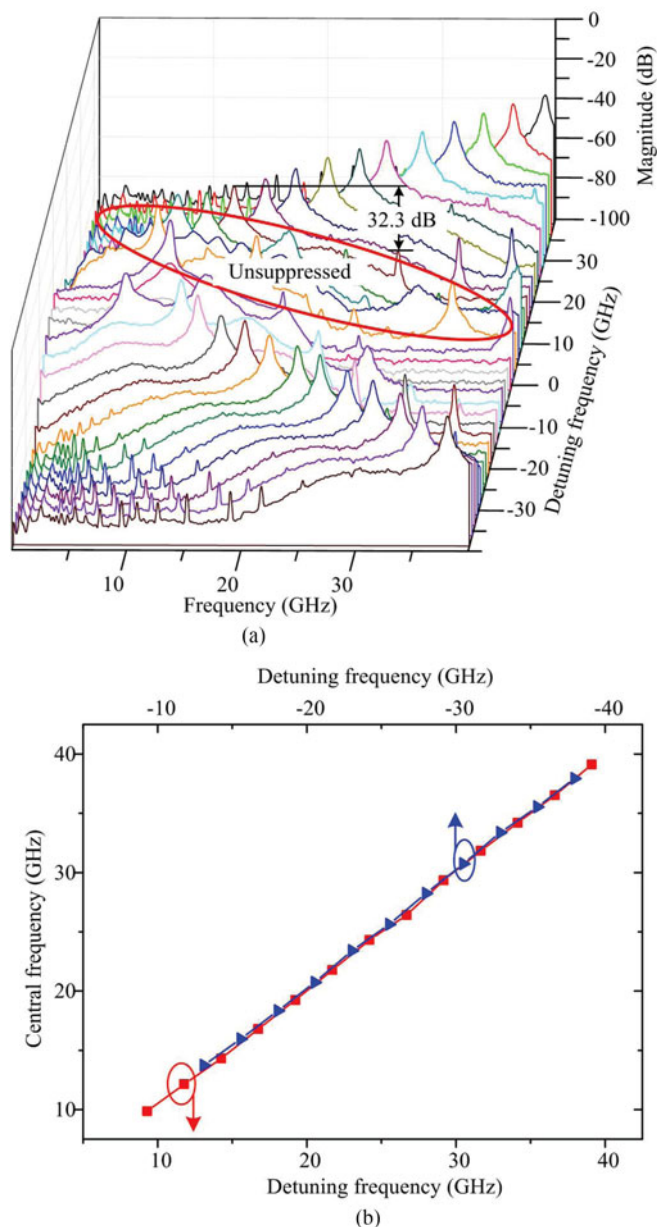 0
-20
-40
-60
-80
-100
Magnitude (dB)
32.3 dB
Unsuppressed
30
20
10
0
-10
-20
-30
Detuning frequency (GHz)
10
20
30
Frequency (GHz)
(a)
Detuning frequency (GHz)
-10
-20
-30
-40
40
30
20
10
Central frequency (GHz)
10
20
30
40
Detuning frequency (GHz)
(b)